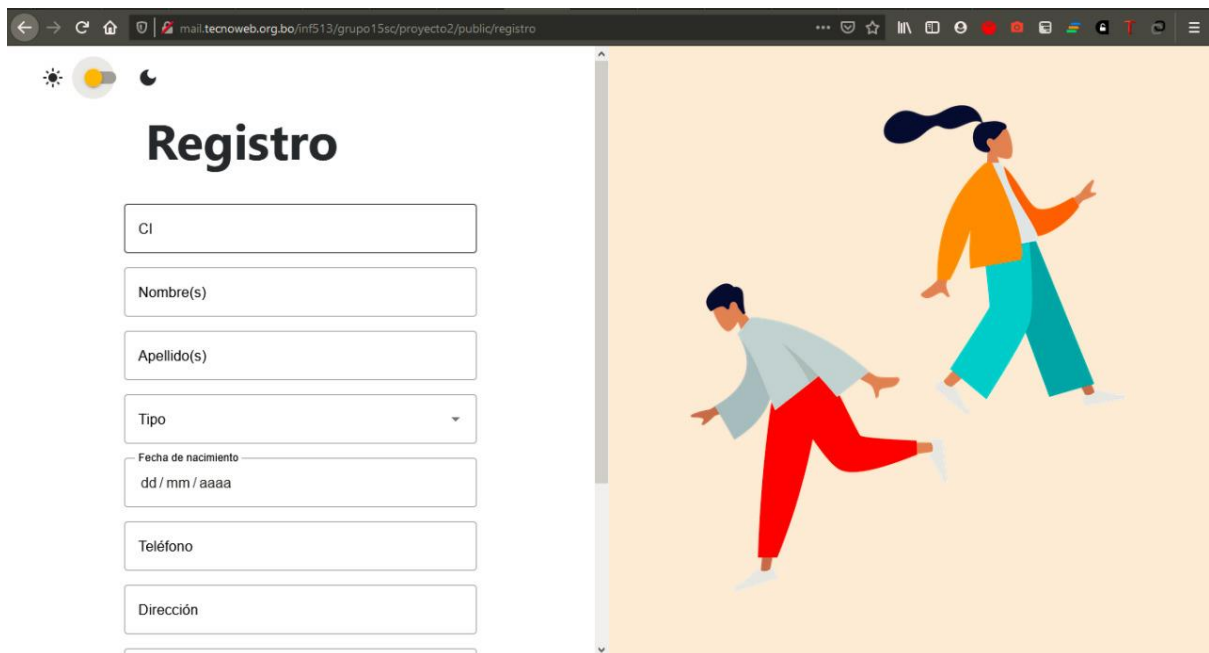 mail.tecnoweb.org.bo/inf513/grupo15sc/proyecto2/public/registro
Registro
CI
Nombre(s)
Apellido(s)
Tipo
Fecha de nacimiento
dd / mm / aaaa
Teléfono
Dirección